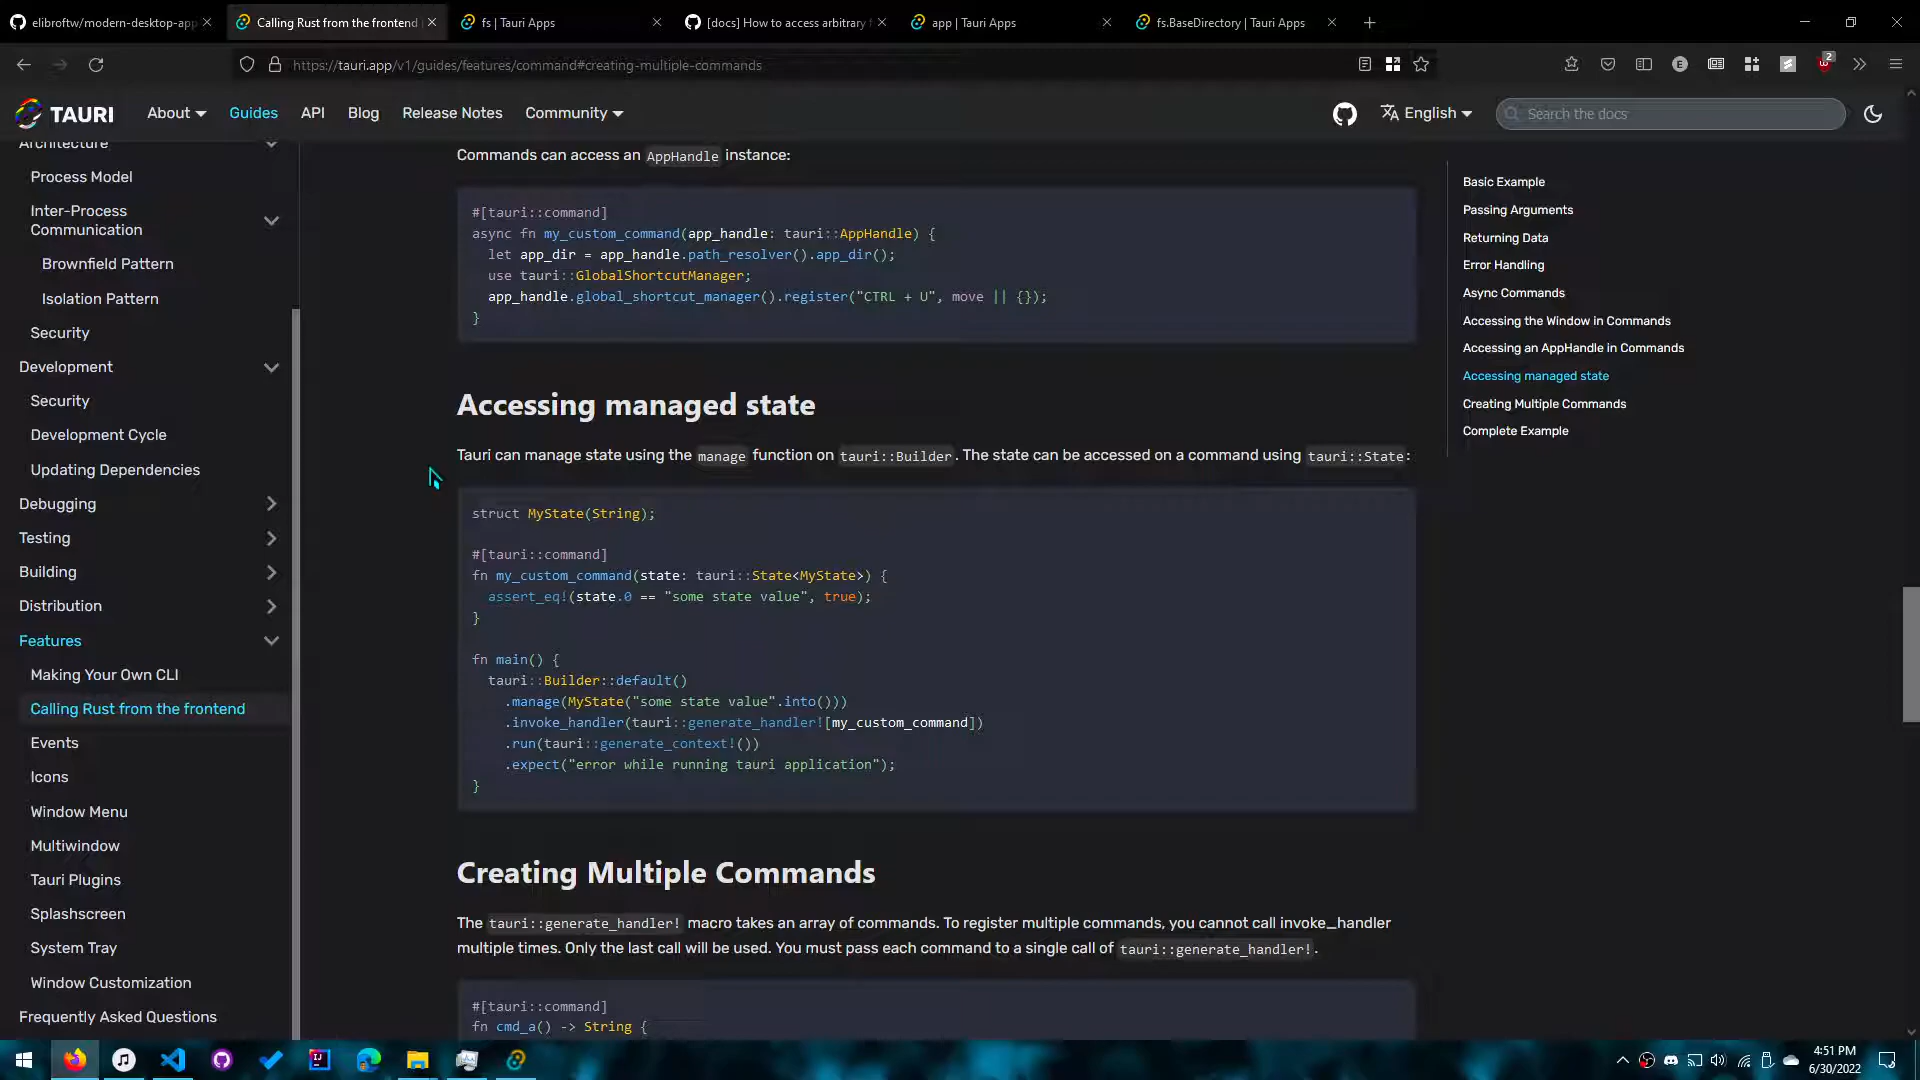 elibroftw/modern-desktop-app
Calling Rust from the frontend
fs | Tauri Apps
[docs] How to access arbitrary
app | Tauri Apps
fs.BaseDirectory | Tauri Apps
https://tauri.app/v1/guides/features/command#creating-multiple-commands
E
2
TAURI
About
Guides
API
Blog
Release Notes
Community
English
Search the docs
Architecture
Process Model
Inter-Process
Communication
Brownfield Pattern
Isolation Pattern
Security
Development
Security
Development Cycle
Updating Dependencies
Debugging
Testing
Building
Distribution
Features
Making Your Own CLI
Calling Rust from the frontend
Events
Icons
Window Menu
Multiwindow
Tauri Plugins
Splashscreen
System Tray
Window Customization
Frequently Asked Questions
Commands can access an AppHandle instance:
#[tauri::command]
async fn my_custom_command(app_handle: tauri::AppHandle) {
let app_dir = app_handle.path_resolver().app_dir();
use tauri::GlobalShortcutManager;
app_handle.global_shortcut_manager().register("CTRL + U", move || {});
}
Accessing managed state
Tauri can manage state using the manage function on tauri::Builder. The state can be accessed on a command using tauri::State:
struct MyState(String);
#[tauri::command]
fn my_custom_command(state: tauri::State<MyState>) {
assert_eq!(state.0 == "some state value", true);
}
fn main() {
tauri::Builder::default()
.manage(MyState("some state value".into()))
.invoke_handler(tauri::generate_handler![my_custom_command])
.run(tauri::generate_context!())
.expect("error while running tauri application");
}
Creating Multiple Commands
The tauri::generate_handler! macro takes an array of commands. To register multiple commands, you cannot call invoke_handler
multiple times. Only the last call will be used. You must pass each command to a single call of tauri::generate_handler!.
#[tauri::command]
fn cmd_a() -> String {
Basic Example
Passing Arguments
Returning Data
Error Handling
Async Commands
Accessing the Window in Commands
Accessing an AppHandle in Commands
Accessing managed state
Creating Multiple Commands
Complete Example
4:51 PM
6/30/2022